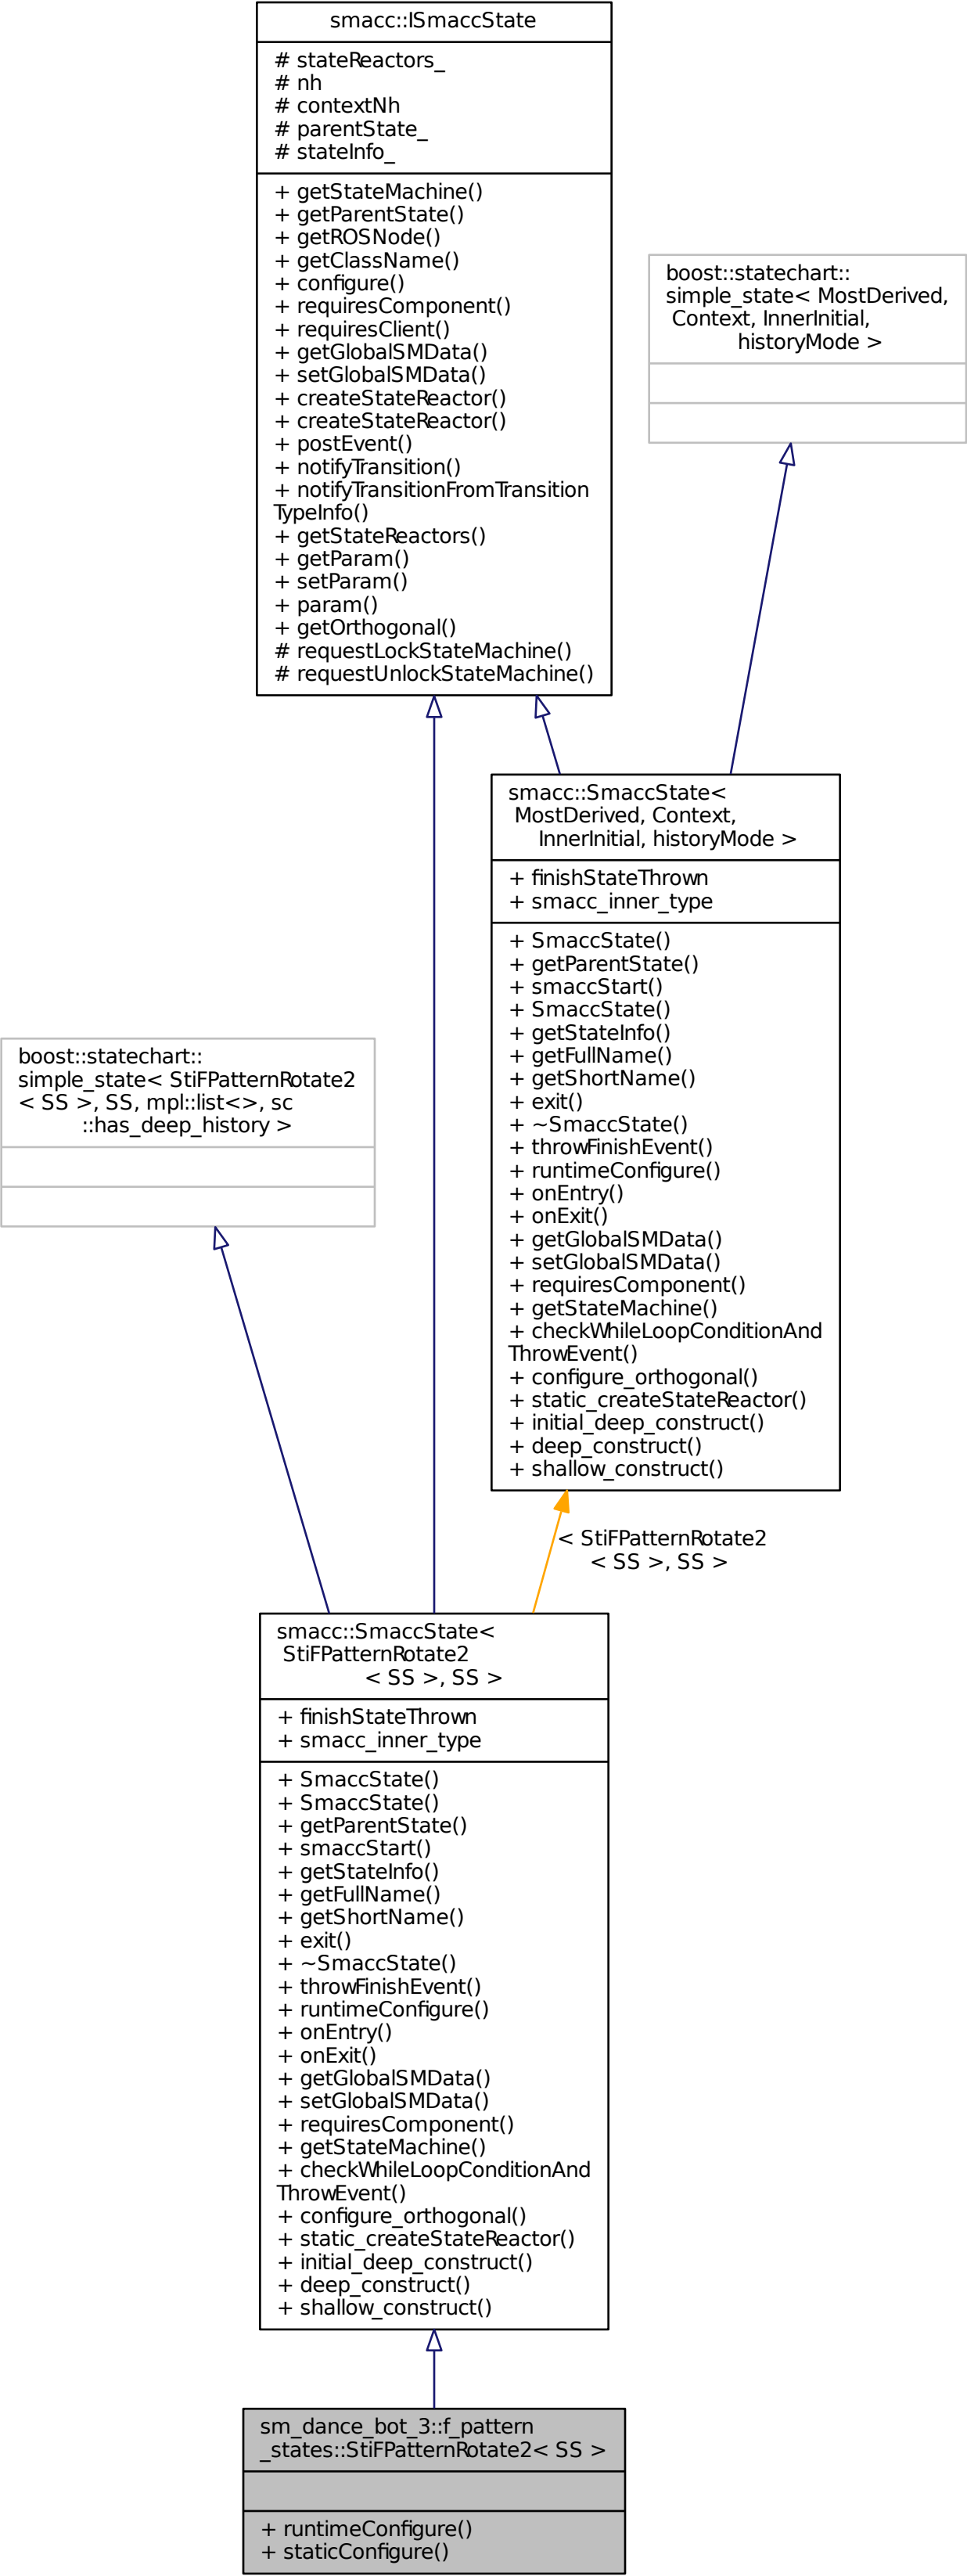 smacc::ISmaccState
# stateReactors_
# nh
# contextNh
# parentState_
# stateInfo_
+ getStateMachine()
+ getParentState()
+ getROSNode()
+ getClassName()
+ configure()
+ requiresComponent()
+ requiresClient()
+ getGlobalSMData()
+ setGlobalSMData()
+ createStateReactor()
+ createStateReactor()
+ postEvent()
+ notifyTransition()
+ notifyTransitionFromTransition
TypeInfo()
+ getStateReactors()
+ getParam()
+ setParam()
+ param()
+ getOrthogonal()
# requestLockStateMachine()
# requestUnlockStateMachine()
boost::statechart::
simple_state< MostDerived,
Context, InnerInitial,
historyMode >
smacc::SmaccState<
MostDerived, Context,
InnerInitial, historyMode >
+ finishStateThrown
+ smacc_inner_type
+ SmaccState()
+ getParentState()
+ smaccStart()
+ SmaccState()
+ getStateInfo()
+ getFullName()
+ getShortName()
+ exit()
+ ~SmaccState()
+ throwFinishEvent()
+ runtimeConfigure()
+ onEntry()
+ onExit()
+ getGlobalSMData()
+ setGlobalSMData()
+ requiresComponent()
+ getStateMachine()
+ checkWhileLoopConditionAnd
ThrowEvent()
+ configure_orthogonal()
+ static_createStateReactor()
+ initial_deep_construct()
+ deep_construct()
+ shallow_construct()
boost::statechart::
simple_state< StiFPatternRotate2
< SS >, SS, mpl::list<>, sc
::has_deep_history >
< StiFPatternRotate2
< SS >, SS >
smacc::SmaccState<
StiFPatternRotate2
< SS >, SS >
+ finishStateThrown
+ smacc_inner_type
+ SmaccState()
+ SmaccState()
+ getParentState()
+ smaccStart()
+ getStateInfo()
+ getFullName()
+ getShortName()
+ exit()
+ ~SmaccState()
+ throwFinishEvent()
+ runtimeConfigure()
+ onEntry()
+ onExit()
+ getGlobalSMData()
+ setGlobalSMData()
+ requiresComponent()
+ getStateMachine()
+ checkWhileLoopConditionAnd
ThrowEvent()
+ configure_orthogonal()
+ static_createStateReactor()
+ initial_deep_construct()
+ deep_construct()
+ shallow_construct()
sm_dance_bot_3::f_pattern
_states::StiFPatternRotate2< SS >
+ runtimeConfigure()
+ staticConfigure()